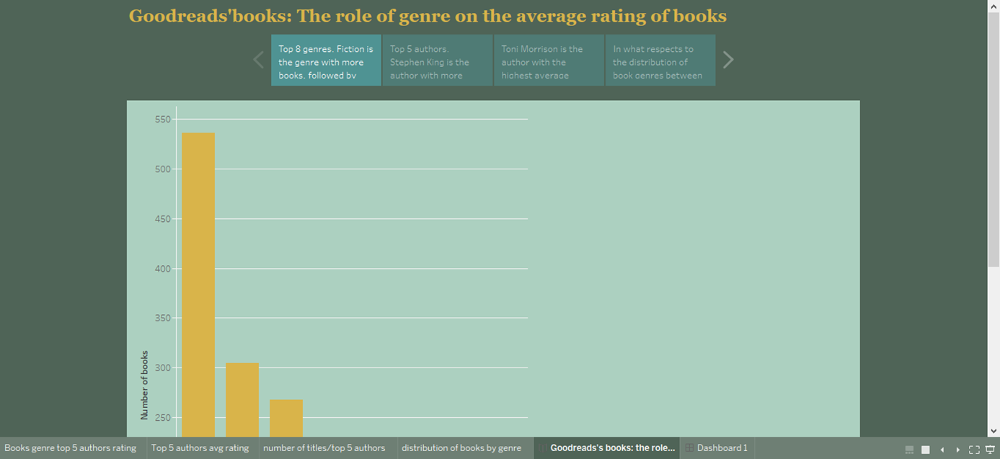 Goodreads'books: The role of genre on the average rating of books
Top 8 genres. Fiction is
the genre with more
books, followed by
Top 5 authors.
Stephen King is the
author with more
Toni Morrison is the
author with the
highest average
In what respects to
the distribution of
book genres between
550
500
450
400
350
300
250
Number of books
Books genre top 5 authors rating
Top 5 authors avg rating
number of titles/top 5 authors
distribution of books by genre
Goodreads's books: the role...
Dashboard 1